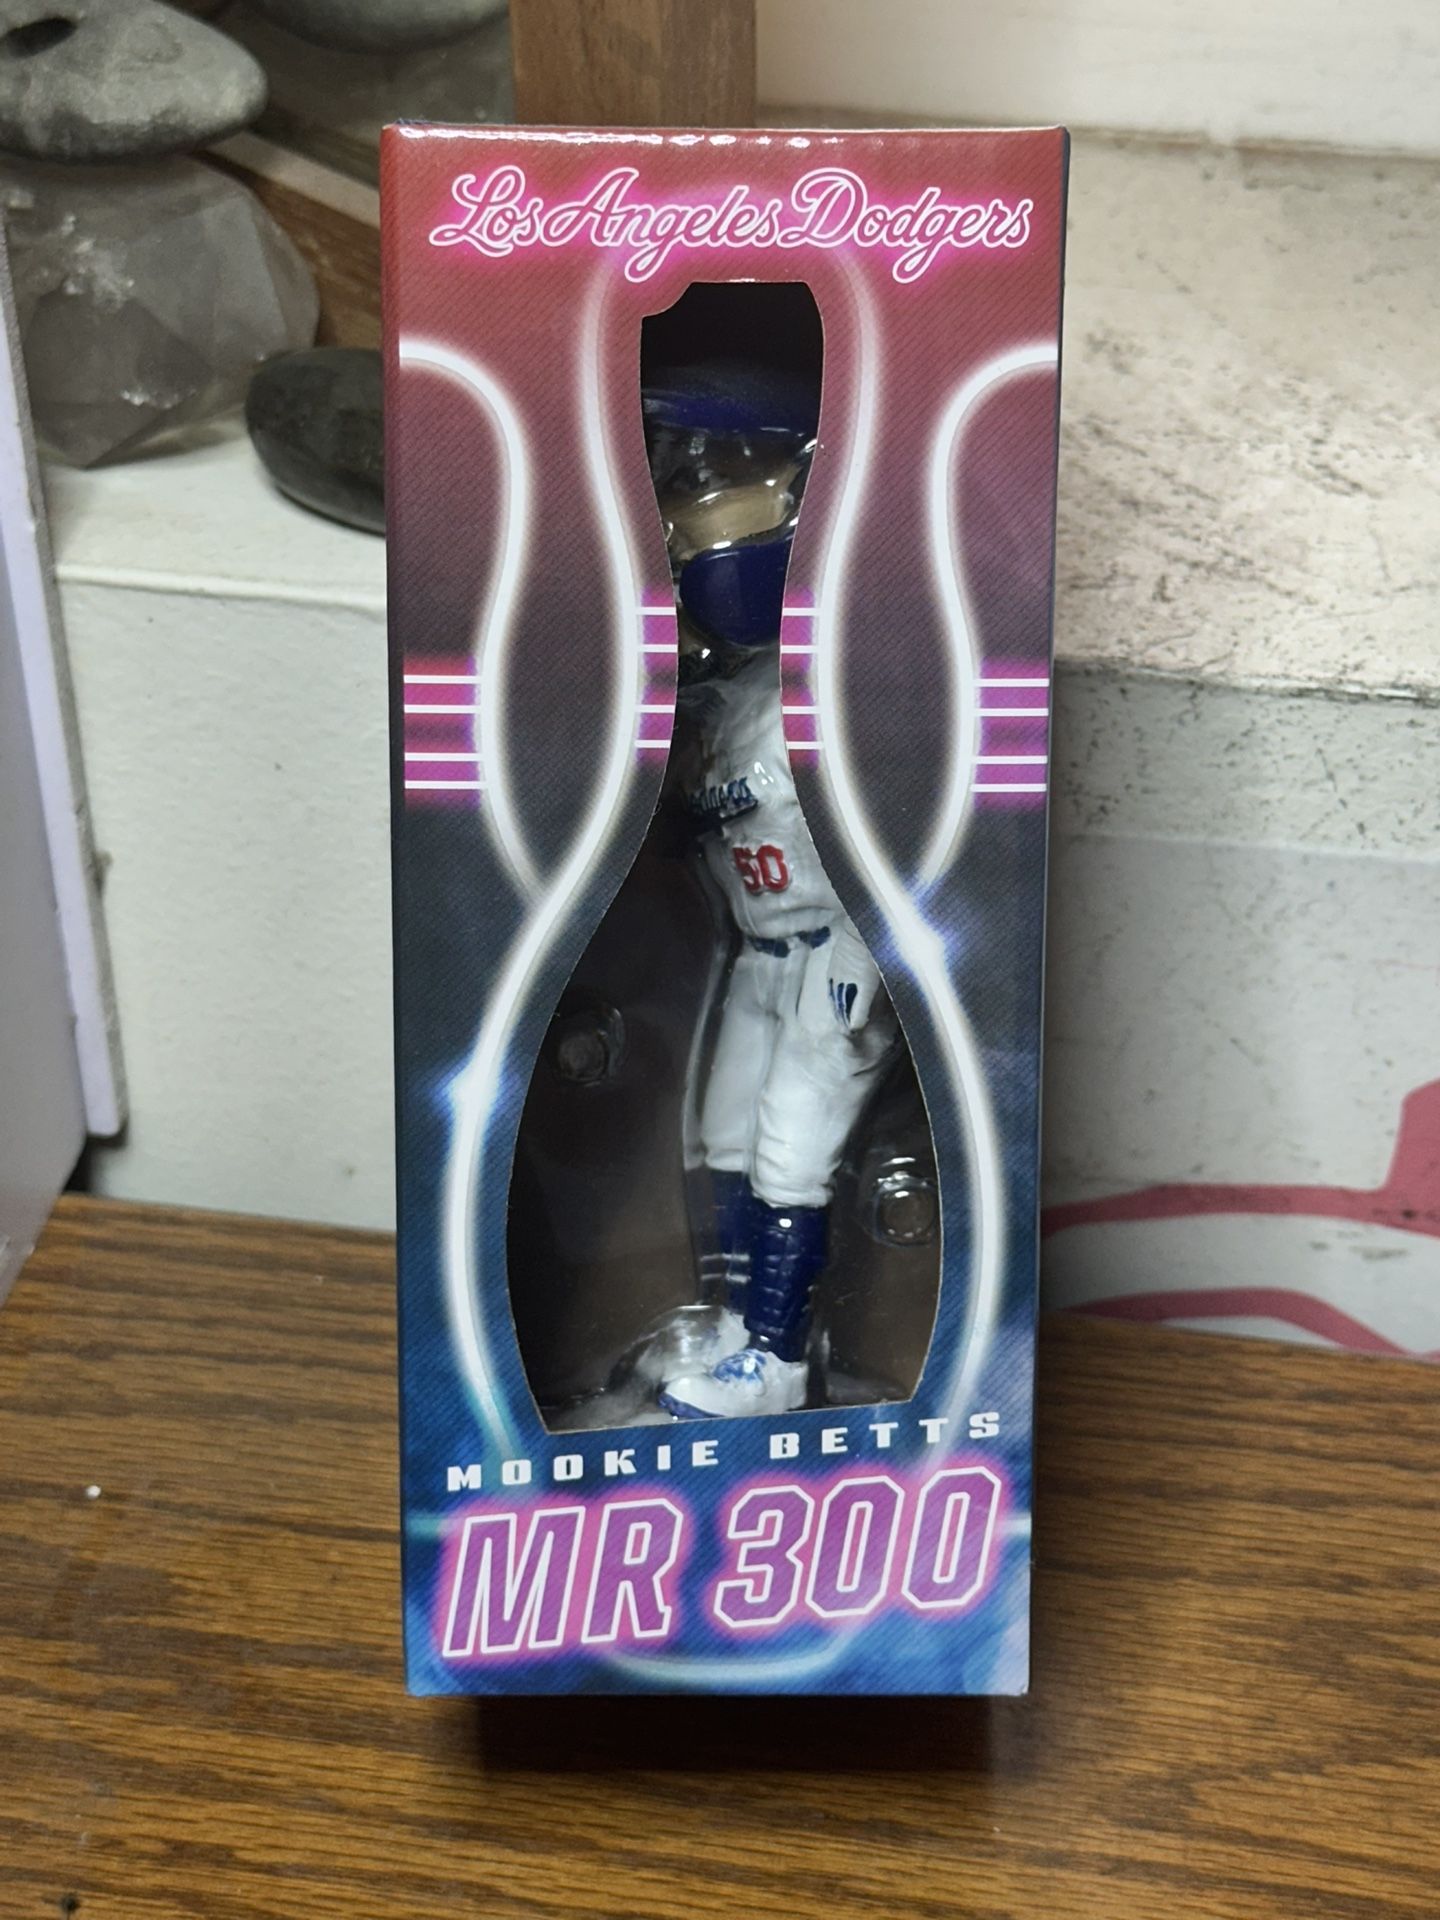 Los Angeles Dodgers
50
MOOKIE BETTS
MR 300